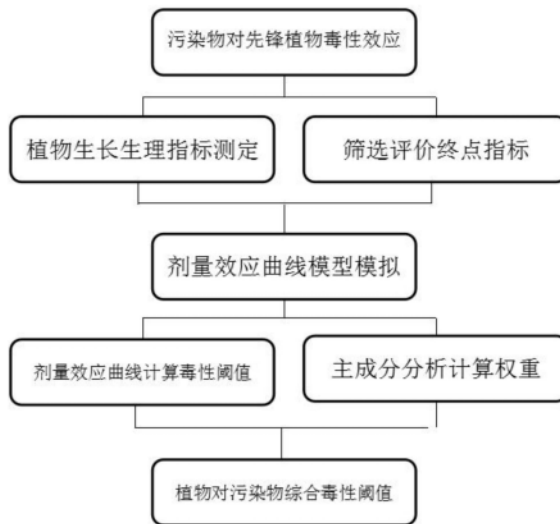 污染物对先锋植物毒性效应
植物生长生理指标测定
筛选评价终点指标
剂量效应曲线模型模拟
剂量效应曲线计算毒性阈值
主成分分析计算权重
植物对污染物综合毒性阈值